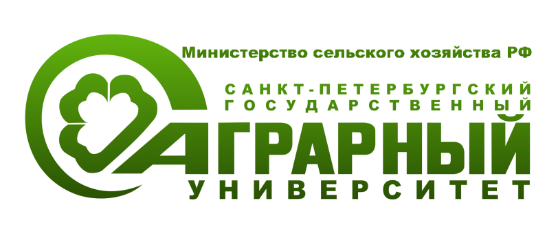 Министерство сельского хозяйства РФ
САНКТ-ПЕТЕРБУРГСКИЙ
ГОСУДАРСТВЕННЫЙ
АГРАРНЫЙ
УНИВЕРСИТЕТ